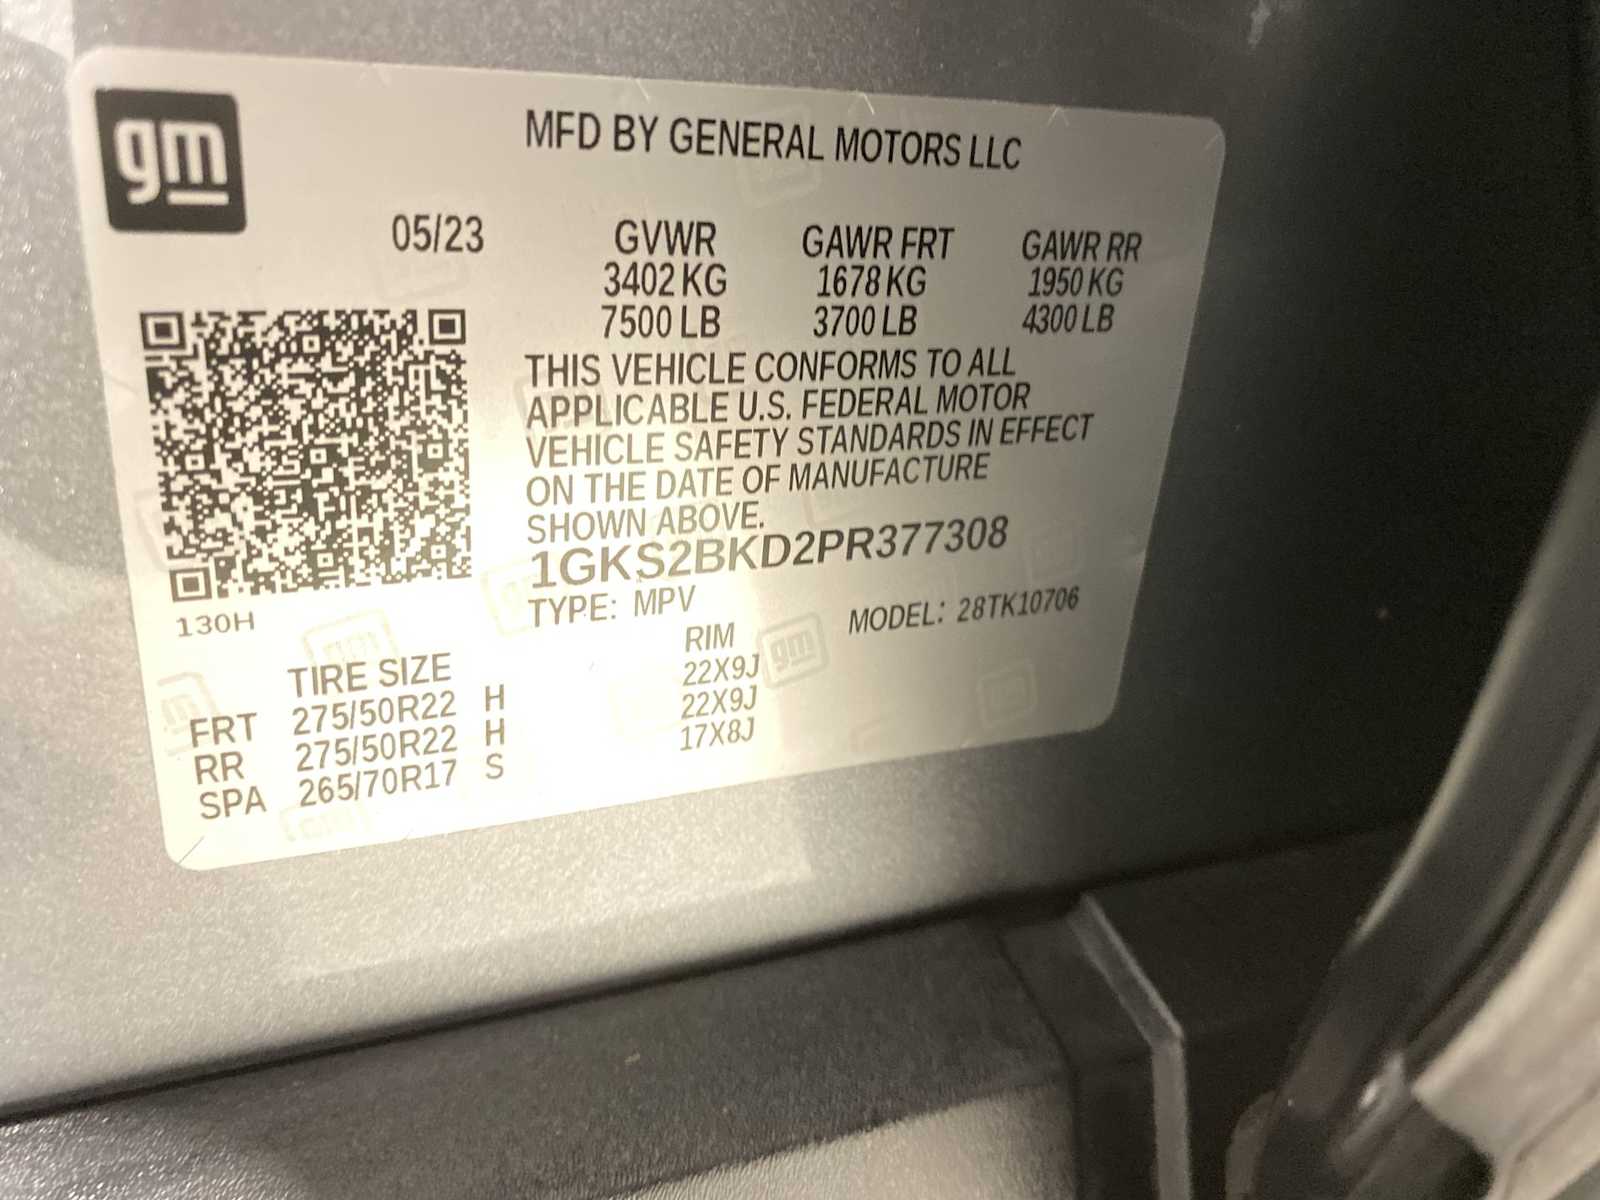 gm
MFD BY GENERAL MOTORS LLC
05/23 GVWR GAWR FRT GAWR RR
3402 KG 1678 KG 1950 KG
7500 LB 3700 LB 4300 LB
THIS VEHICLE CONFORMS TO ALL
APPLICABLE U.S. FEDERAL MOTOR
VEHICLE SAFETY STANDARDS IN EFFECT
ON THE DATE OF MANUFACTURE
SHOWN ABOVE.
1GKS2BKD2PR377308
130H
TYPE: MPV MODEL: 28TK10706
TIRE SIZE RIM
FRT 275/50R22 H 22X9J
RR 275/50R22 H 22X9J
SPA 265/70R17 S 17X8J
gm